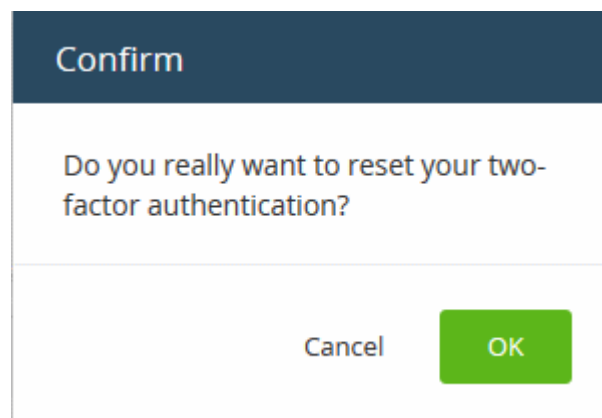 Confirm
Do you really want to reset your two-
factor authentication?
Cancel
OK